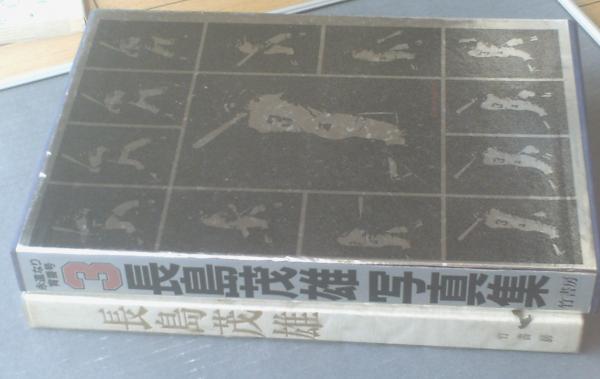 永遠なり
背番号
3 長島茂雄 写真集
竹書房
長島茂雄
竹書房